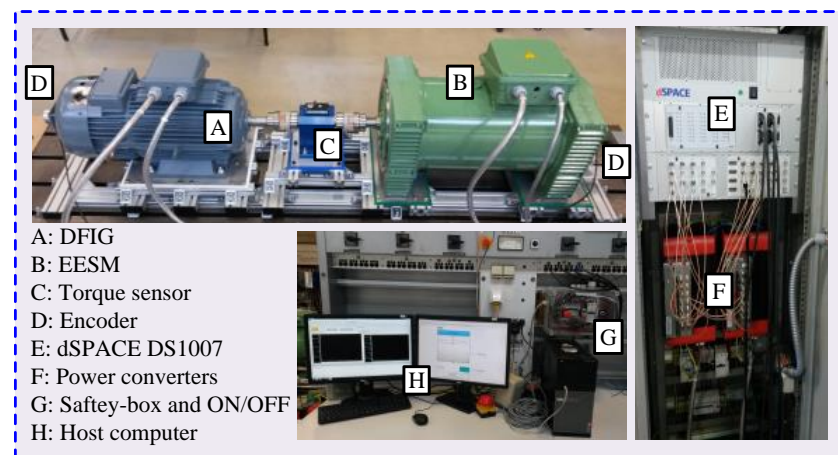 D
B
A
C
D
dSPACE
E
F
G
H
A: DFIG
B: EESM
C: Torque sensor
D: Encoder
E: dSPACE DS1007
F: Power converters
G: Saftey-box and ON/OFF
H: Host computer